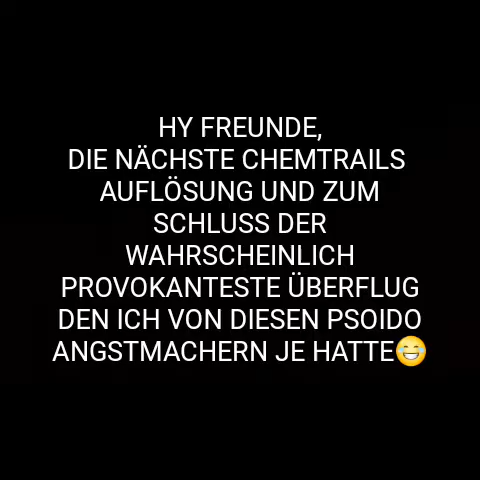 HY FREUNDE,
DIE NÄCHSTE CHEMTRAILS
AUFLÖSUNG UND ZUM
SCHLUSS DER
WAHRSCHEINLICH
PROVOKANTESTE ÜBERFLUG
DEN ICH VON DIESEN PSOIDO
ANGSTMACHERN JE HATTE😂